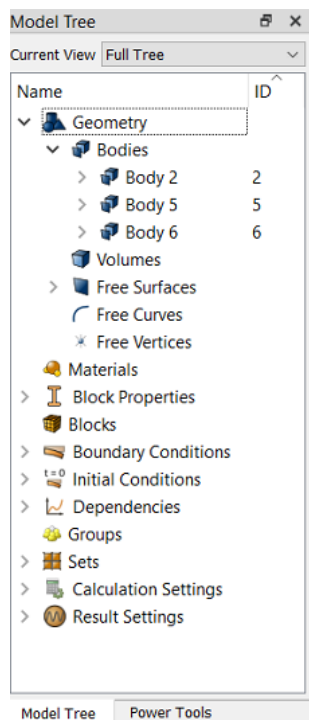 Model Tree
Current View Full Tree
Name ID
Geometry
Bodies
Body 2 2
Body 5 5
Body 6 6
Volumes
Free Surfaces
Free Curves
Free Vertices
Materials
Block Properties
Blocks
Boundary Conditions
t=0 Initial Conditions
Dependencies
Groups
Sets
Calculation Settings
Result Settings
Model Tree Power Tools